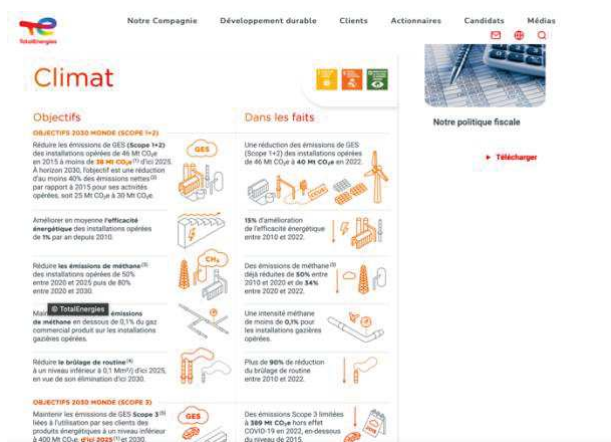 Notre Compagnie Développement durable Clients Actionnaires Candidats Médias
TotalEnergies
Climat
Objectifs
OBJECTIFS 2030 MONDE (SCOPE 1+2)
Réduire les émissions de GES (Scope 1+2)
des installations opérées de 46 Mt CO₂e
en 2015 à moins de 38 Mt CO₂e⁽¹⁾ d'ici 2025.
À horizon 2030, l'objectif est une réduction
d'au moins 40% des émissions nettes⁽²⁾
par rapport à 2015 pour ses activités
opérées, soit 25 Mt CO₂e à 30 Mt CO₂e.
GES
Améliorer en moyenne l'efficacité
énergétique des installations opérées
de 1% par an depuis 2010.
Réduire les émissions de méthane⁽³⁾
des installations opérées de 50%
entre 2020 et 2025 puis de 80%
entre 2020 et 2030.
CH₄
© TotalEnergies
émissions
de méthane en dessous de 0,1% du gaz
commercial produit sur les installations
gazières opérées.
Réduire le brûlage de routine⁽⁴⁾
à un niveau inférieur à 0,1 Mm³/j d'ici 2025,
en vue de son élimination d'ici 2030.
OBJECTIFS 2030 MONDE (SCOPE 3)
Maintenir les émissions de GES Scope 3⁽⁵⁾
liées à l'utilisation par ses clients des
produits énergétiques à un niveau inférieur
à 400 Mt CO₂e d'ici 2025⁽¹⁾ et 2030.
GES
Dans les faits
Une réduction des émissions de GES
(Scope 1+2) des installations opérées
de 46 Mt CO₂e à 40 Mt CO₂e en 2022.
CCUS
15% d'amélioration
de l'efficacité énergétique
entre 2010 et 2022.
Des émissions de méthane⁽³⁾
déjà réduites de 50% entre
2010 et 2020 et de 34%
entre 2020 et 2022.
Une intensité méthane
de moins de 0,1% pour
les installations gazières
opérées.
Plus de 90% de réduction
du brûlage de routine
entre 2010 et 2022.
Des émissions Scope 3 limitées
à 389 Mt CO₂e hors effet
COVID-19 en 2022, en-dessous
du niveau de 2015.
Notre politique fiscale
Télécharger